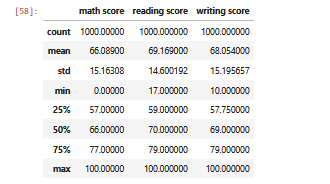 [58]:
math score reading score writing score
count 1000.00000 1000.000000 1000.000000
mean 66.08900 69.169000 68.054000
std 15.16308 14.600192 15.195657
min 0.00000 17.000000 10.000000
25% 57.00000 59.000000 57.750000
50% 66.00000 70.000000 69.000000
75% 77.00000 79.000000 79.000000
max 100.00000 100.000000 100.000000